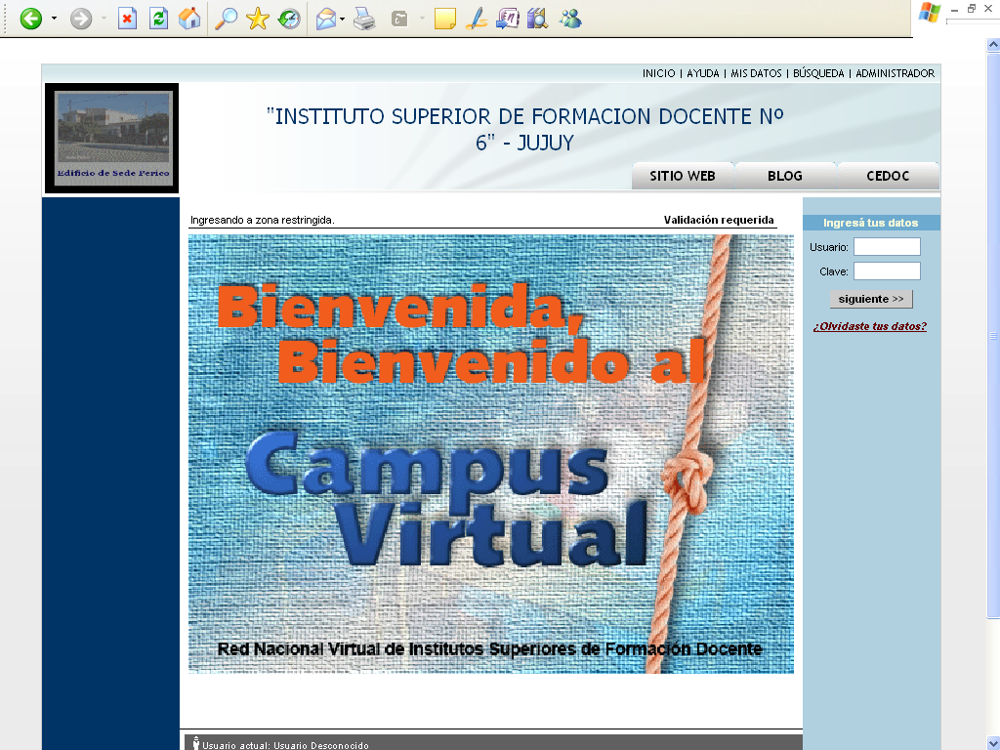 INICIO | AYUDA | MIS DATOS | BÚSQUEDA | ADMINISTRADOR
"INSTITUTO SUPERIOR DE FORMACION DOCENTE Nº
6" - JUJUY
Edificio de Sede Perico
SITIO WEB BLOG CEDOC
Ingresando a zona restringida. Validación requerida
Ingresá tus datos
Usuario:
Clave:
siguiente >>
¿Olvidaste tus datos?
Bienvenida,
Bienvenido al
Campus
Virtual
Red Nacional Virtual de Institutos Superiores de Formación Docente
Usuario actual: Usuario Desconocido